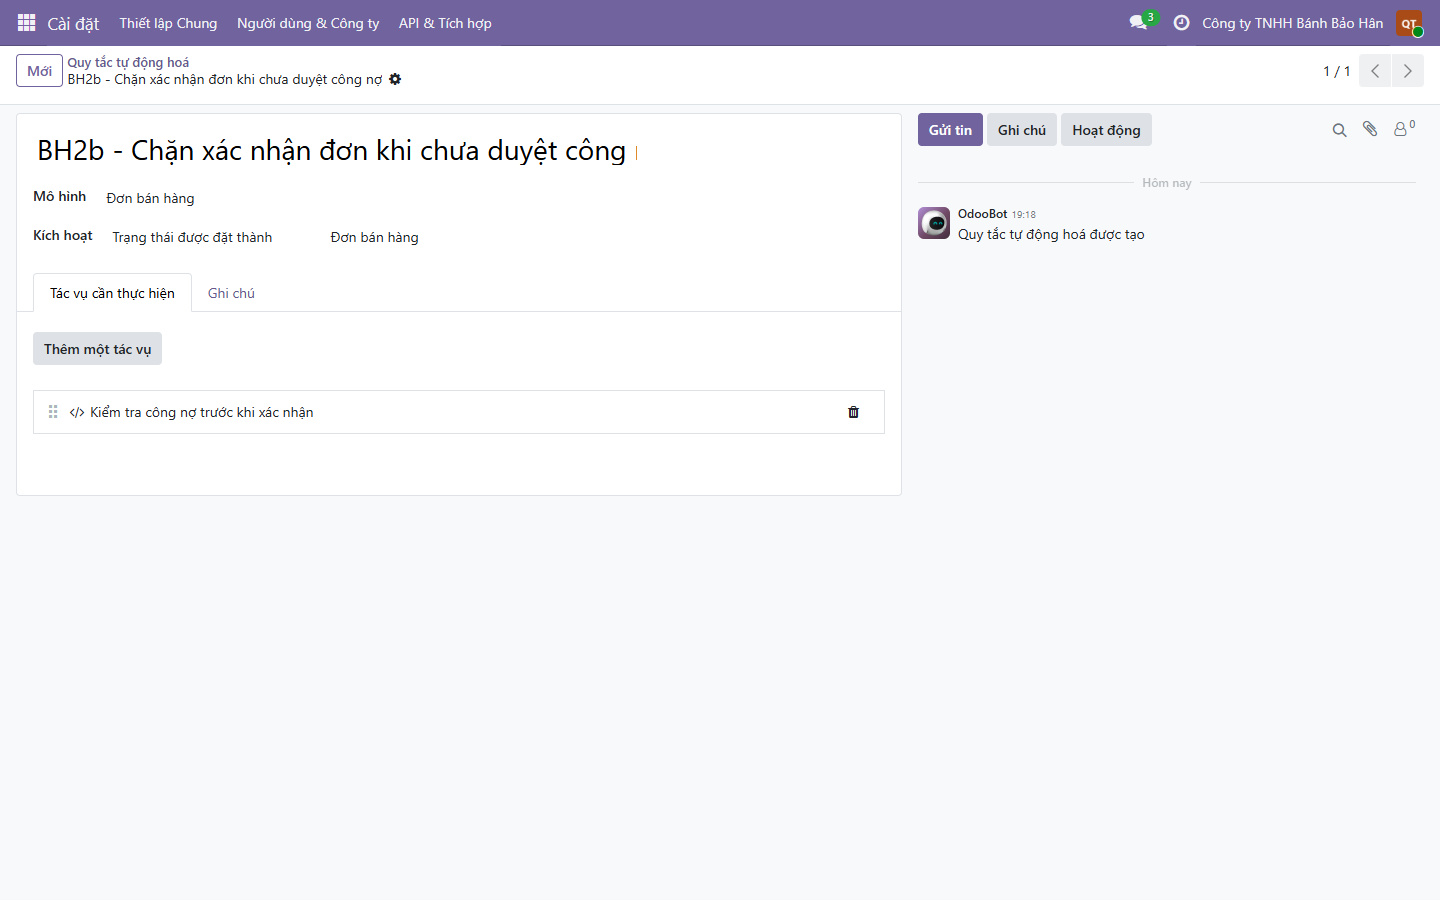 Cài đặt Thiết lập Chung Người dùng & Công ty API & Tích hợp 3 Công ty TNHH Bánh Bảo Hân QT
Mới
Quy tắc tự động hoá
BH2b - Chặn xác nhận đơn khi chưa duyệt công nợ
1 / 1
BH2b - Chặn xác nhận đơn khi chưa duyệt công
Mô hình Đơn bán hàng
Kích hoạt Trạng thái được đặt thành Đơn bán hàng
Tác vụ cần thực hiện Ghi chú
Thêm một tác vụ
</> Kiểm tra công nợ trước khi xác nhận
Gửi tin Ghi chú Hoạt động 0
Hôm nay
OdooBot 19:18
Quy tắc tự động hoá được tạo